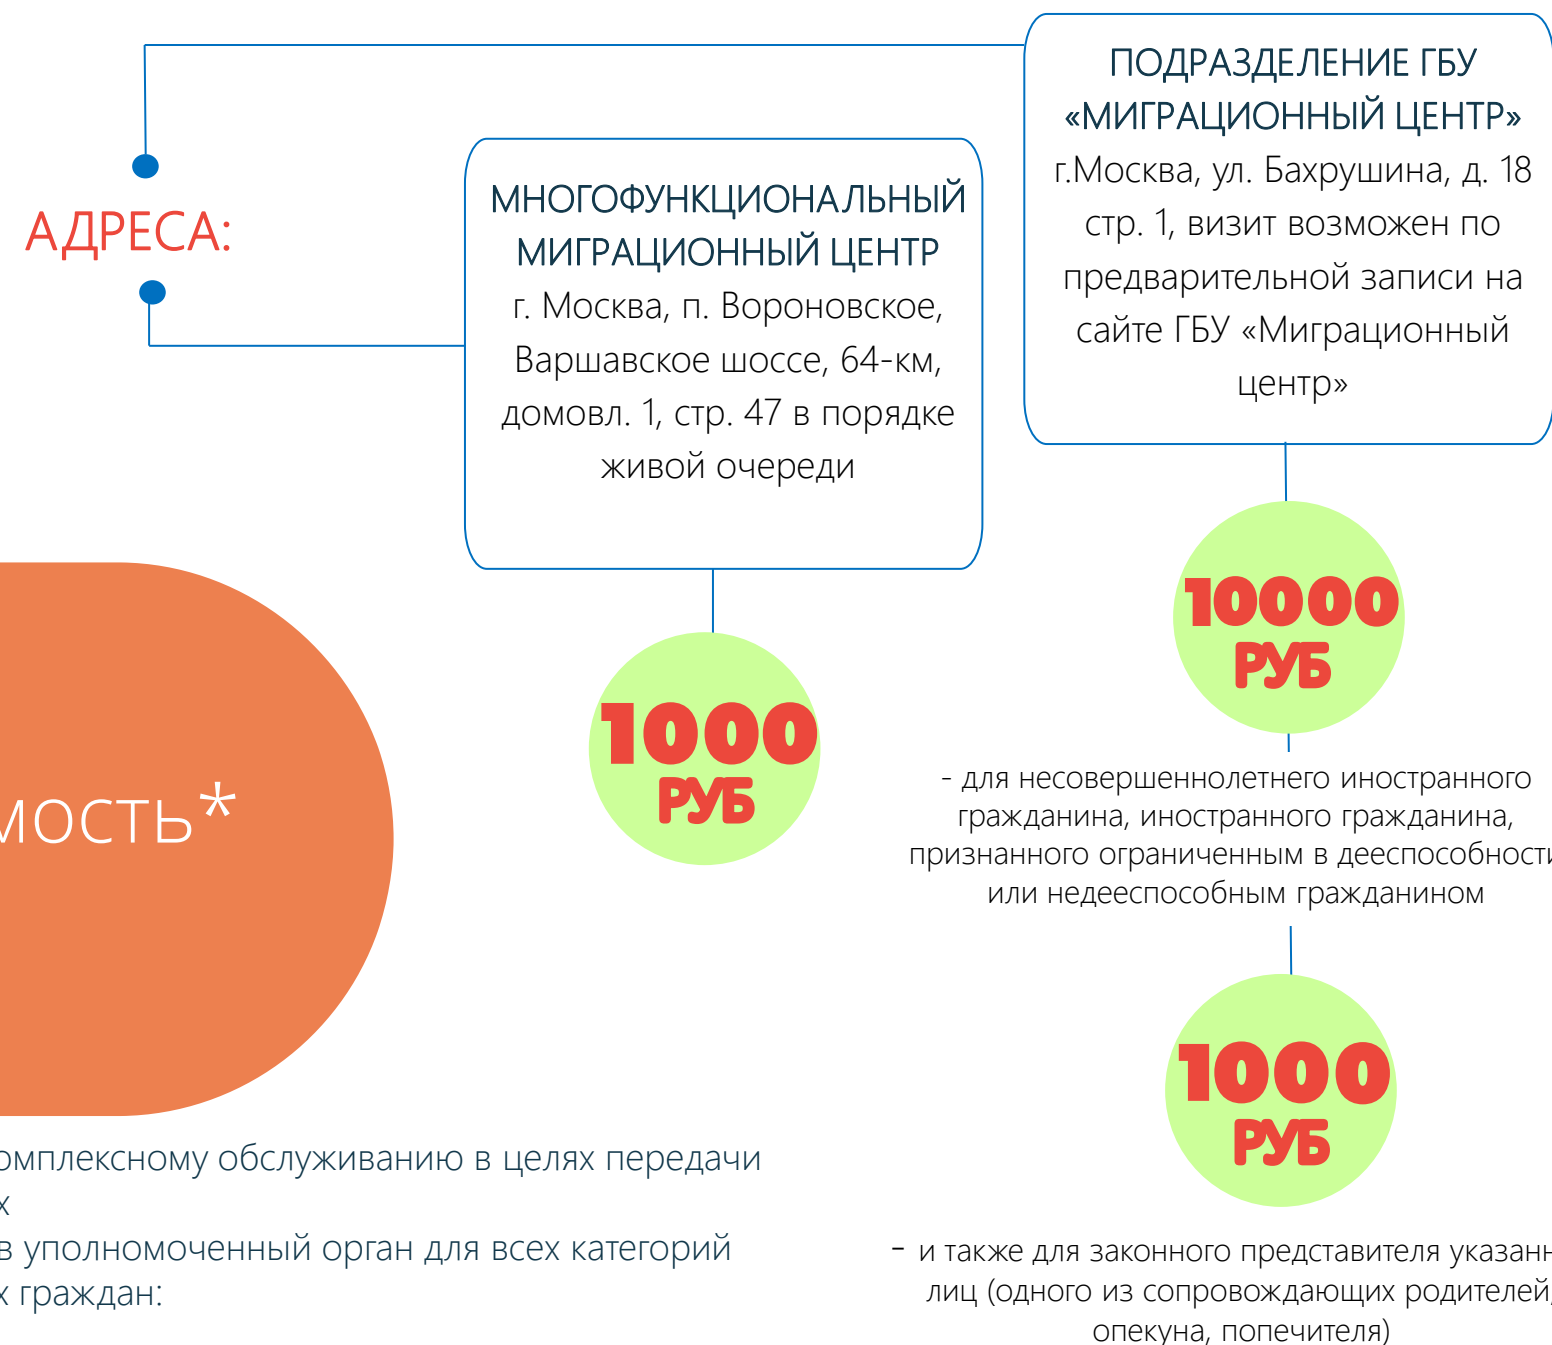 АДРЕСА:
МНОГОФУНКЦИОНАЛЬНЫЙ
МИГРАЦИОННЫЙ ЦЕНТР
г. Москва, п. Вороновское,
Варшавское шоссе, 64-км,
домовл. 1, стр. 47 в порядке
живой очереди
1000
РУБ
ПОДРАЗДЕЛЕНИЕ ГБУ
«МИГРАЦИОННЫЙ ЦЕНТР»
г.Москва, ул. Бахрушина, д. 18
стр. 1, визит возможен по
предварительной записи на
сайте ГБУ «Миграционный
центр»
10000
РУБ
- для несовершеннолетнего иностранного
гражданина, иностранного гражданина,
признанного ограниченным в дееспособности
или недееспособным гражданином
1000
РУБ
- и также для законного представителя указанн
лиц (одного из сопровождающих родителей,
опекуна, попечителя)
мость*
омплексному обслуживанию в целях передачи
х
в уполномоченный орган для всех категорий
х граждан: